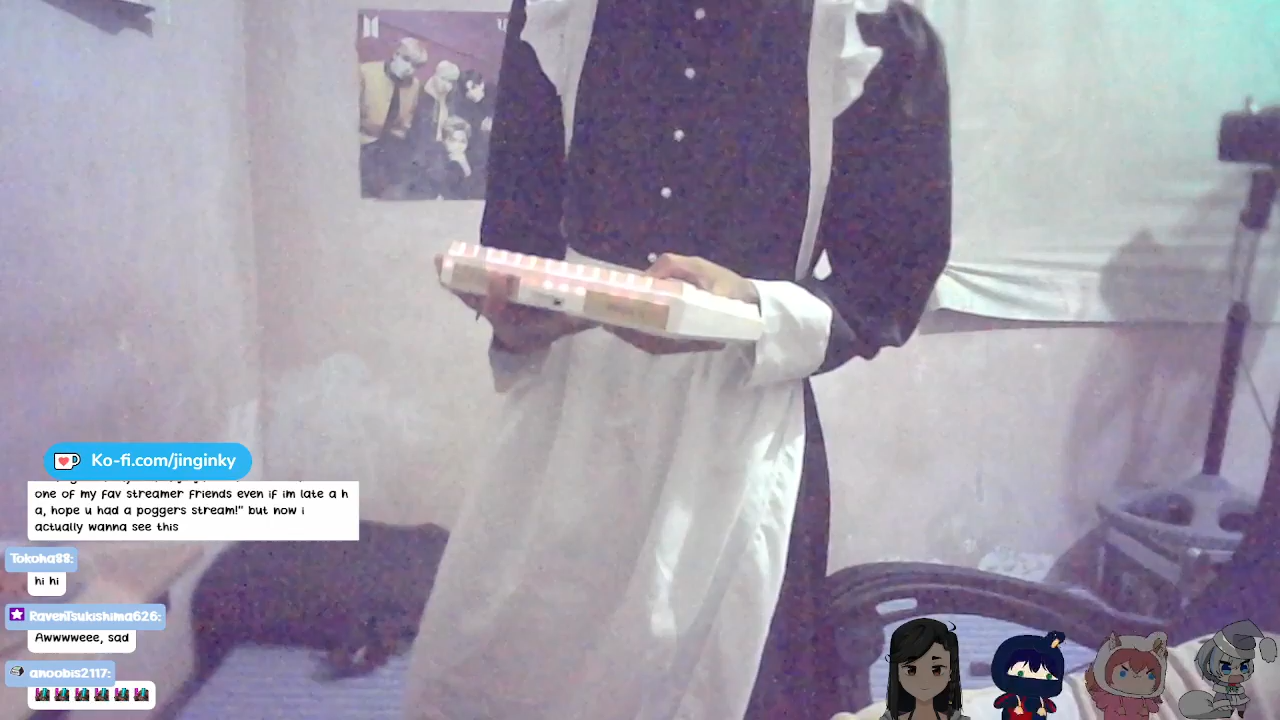 Ko-fi.com/jinginky
one of my fav streamer friends even if im late a h
a, hope u had a poggers stream!" but now i
actually wanna see this
Tokoha88:
hi hi
RavenTsukishima626:
Awwwweee, sad
anoobis2117: